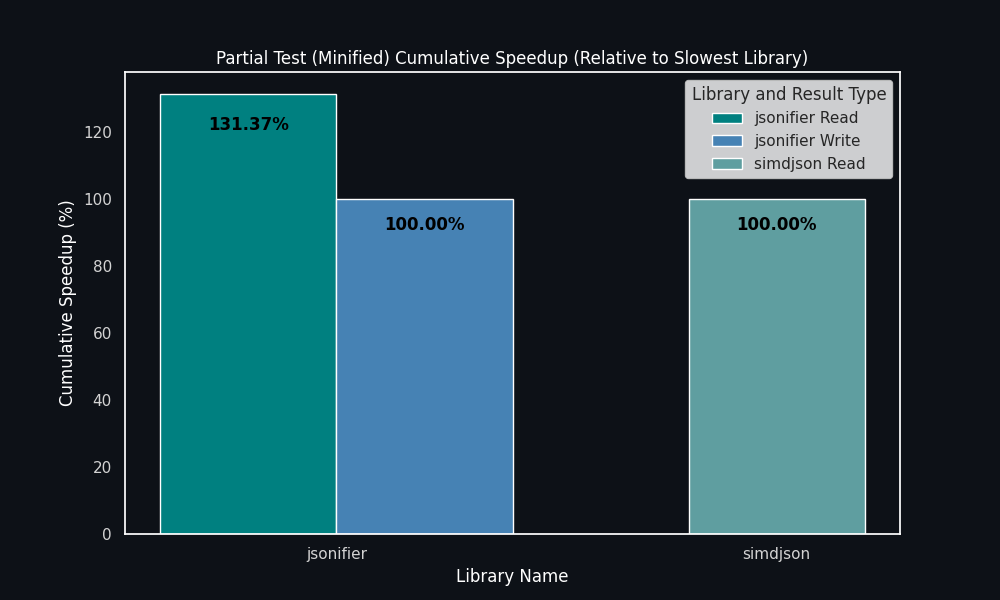 Partial Test (Minified) Cumulative Speedup (Relative to Slowest Library)
Library and Result Type
jsonifier Read
jsonifier Write
simdjson Read
131.37%
100.00%
100.00%
Cumulative Speedup (%)
120
100
80
60
40
20
0
jsonifier
simdjson
Library Name